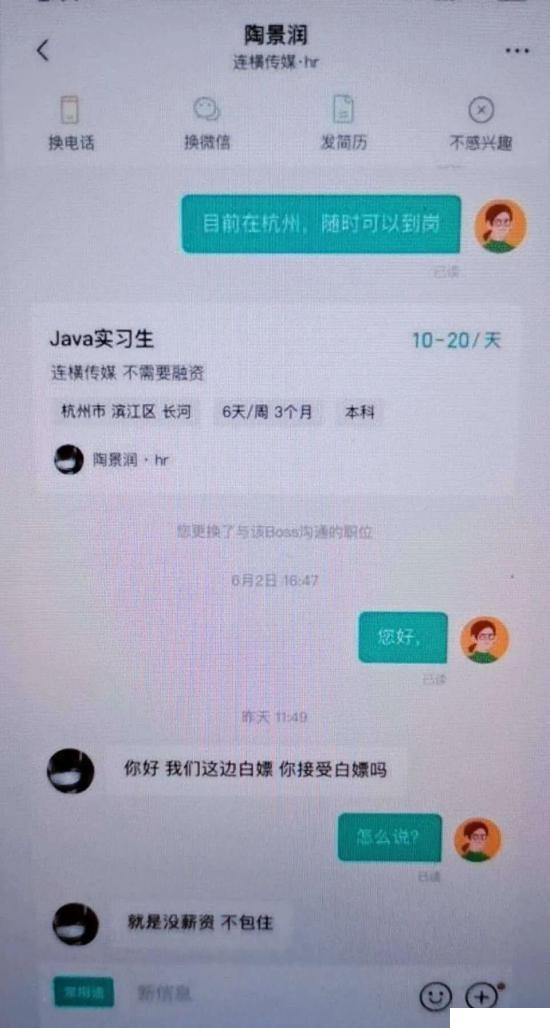 陶景润
连横传媒·hr
换电话
换微信
发简历
不感兴趣
目前在杭州，随时可以到岗
已读
Java实习生
10-20/天
连横传媒 不需要融资
杭州市 滨江区 长河
6天/周 3个月
本科
陶景润·hr
您更换了与该Boss沟通的职位
6月2日 16:47
您好，
已读
昨天 11:49
你好 我们这边白嫖 你接受白嫖吗
怎么说？
已读
就是没薪资 不包住
常用语
新信息